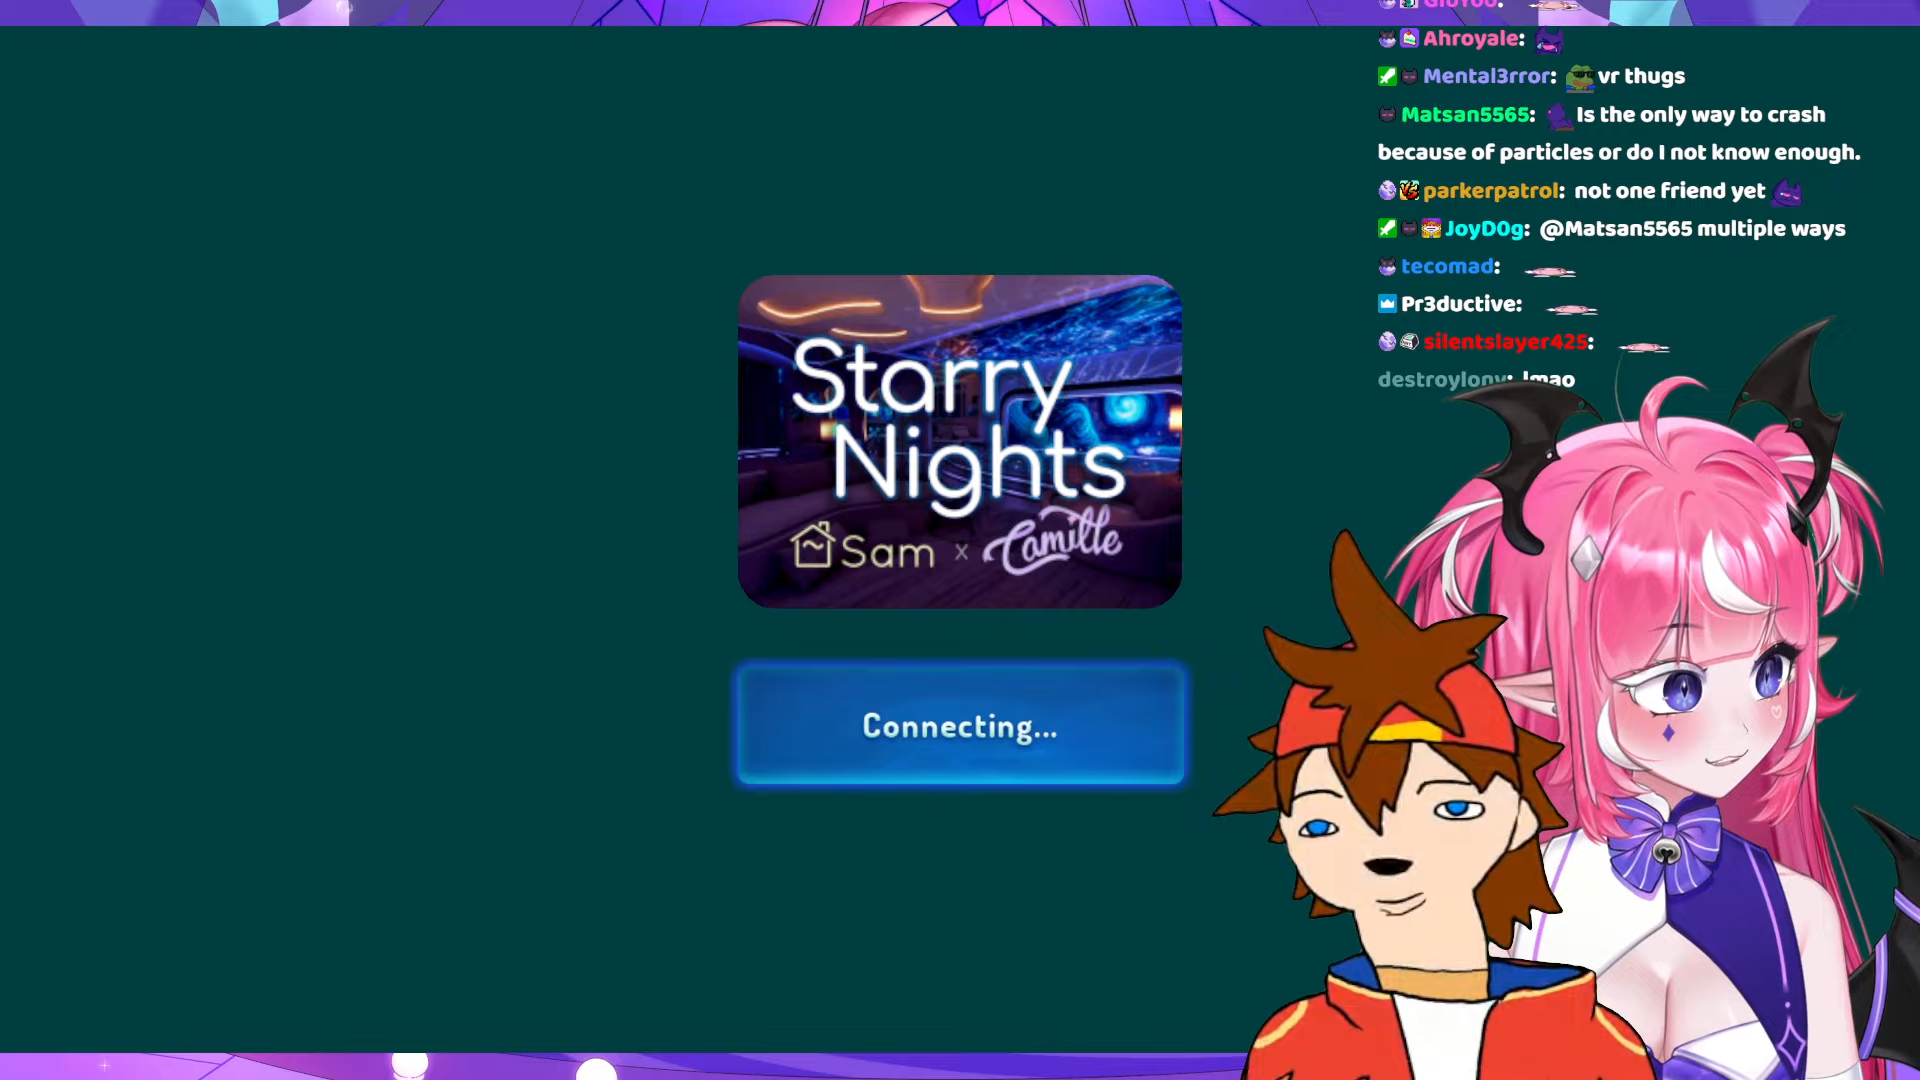 Ahroyale:
Mental3rror: vr thugs
Matsan5565: Is the only way to crash
because of particles or do I not know enough.
parkerpatrol: not one friend yet
JoyD0g: @Matsan5565 multiple ways
tecomad:
Pr3ductive:
silentslayer425:
destroylony: lmao
Starry
Nights
Sam x Camille
Connecting...